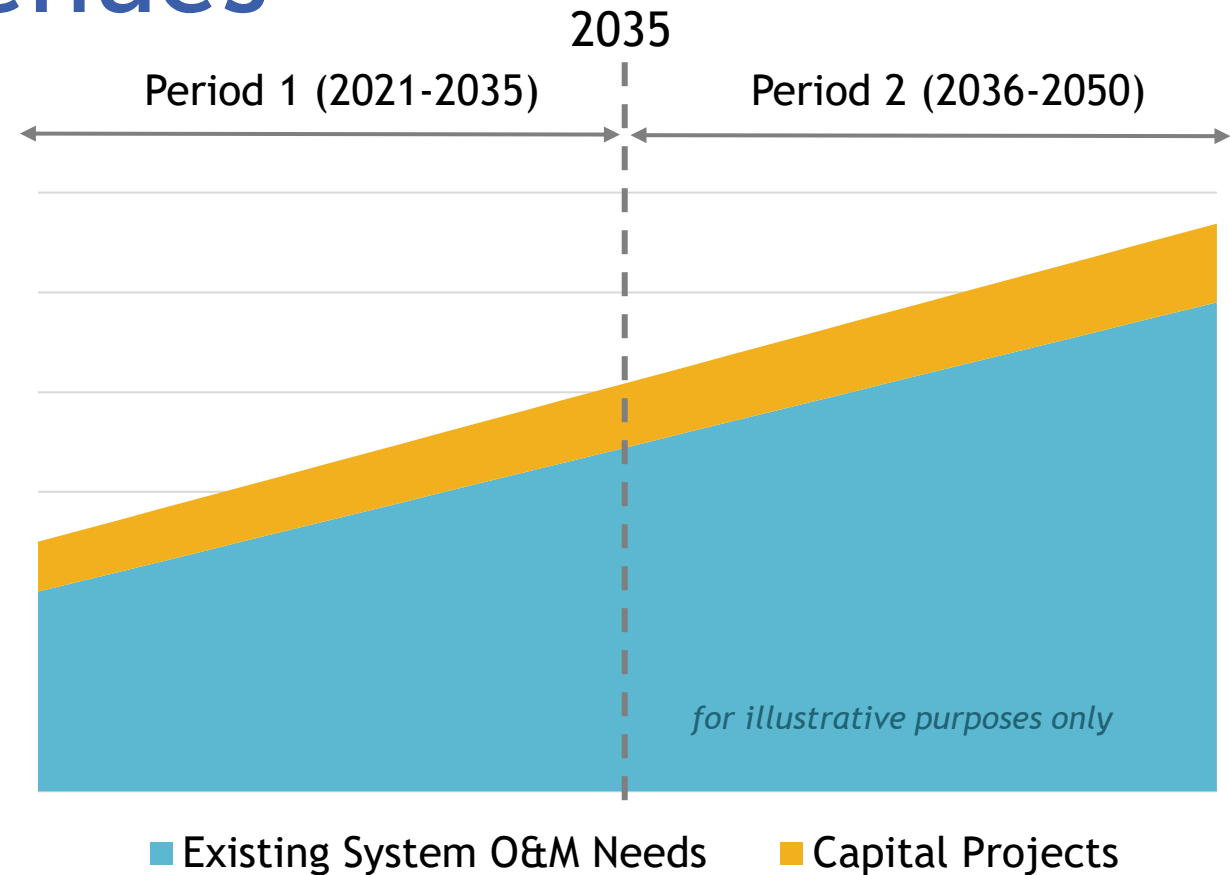 2035
Period 1 (2021-2035) Period 2 (2036-2050)
for illustrative purposes only
Existing System O&M Needs Capital Projects